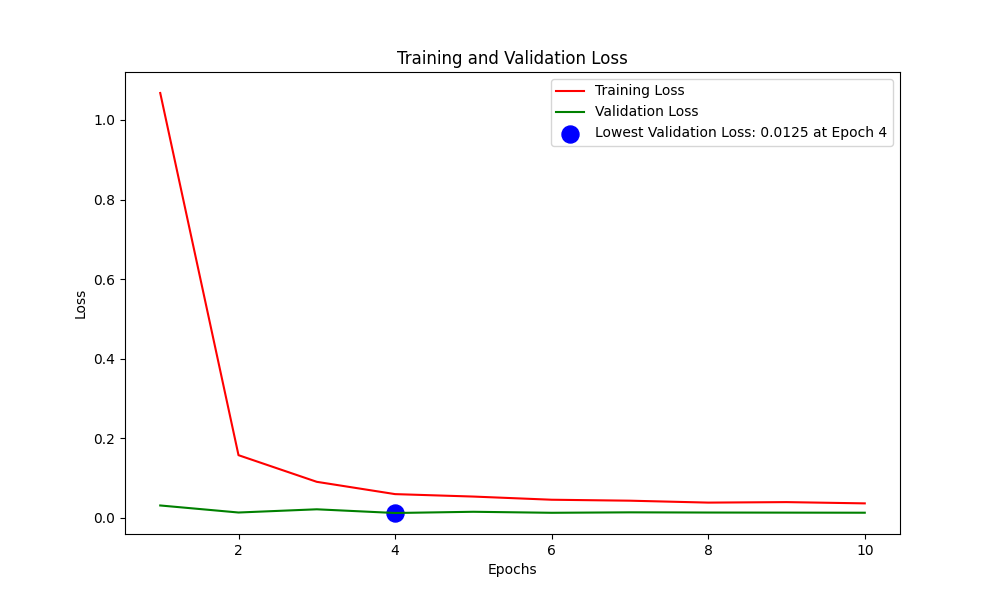 Training and Validation Loss
Training Loss
Validation Loss
Lowest Validation Loss: 0.0125 at Epoch 4
1.0
0.8
0.6
0.4
0.2
0.0
Loss
2 4 6 8 10
Epochs